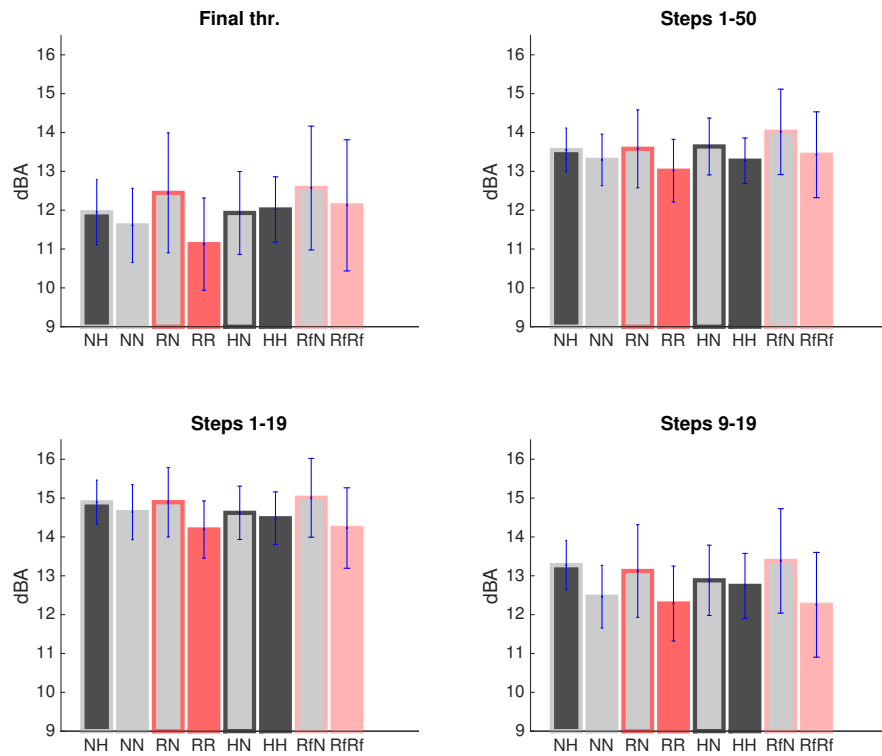 Final thr.
16
15
14
13
12
11
10
9
dBA
NH NN RN RR HN HH RfN RfRf
Steps 1-50
16
15
14
13
12
11
10
9
dBA
NH NN RN RR HN HH RfN RfRf
Steps 1-19
16
15
14
13
12
11
10
9
dBA
NH NN RN RR HN HH RfN RfRf
Steps 9-19
16
15
14
13
12
11
10
9
dBA
NH NN RN RR HN HH RfN RfRf